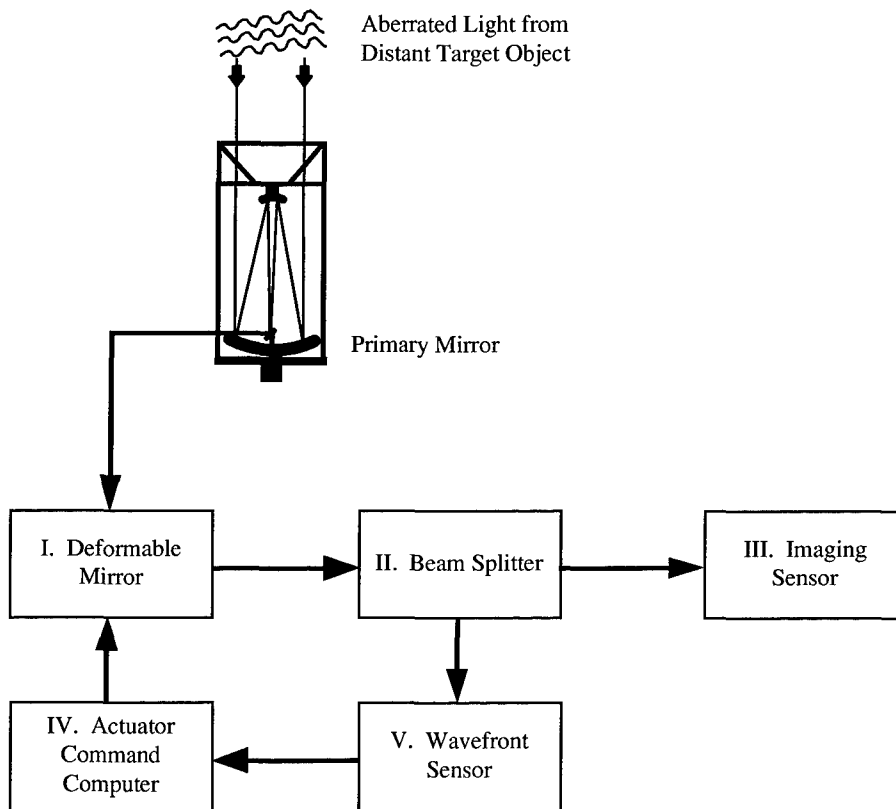 Aberrated Light from
Distant Target Object
Primary Mirror
I. Deformable
Mirror
II. Beam Splitter
III. Imaging
Sensor
IV. Actuator
Command
Computer
V. Wavefront
Sensor